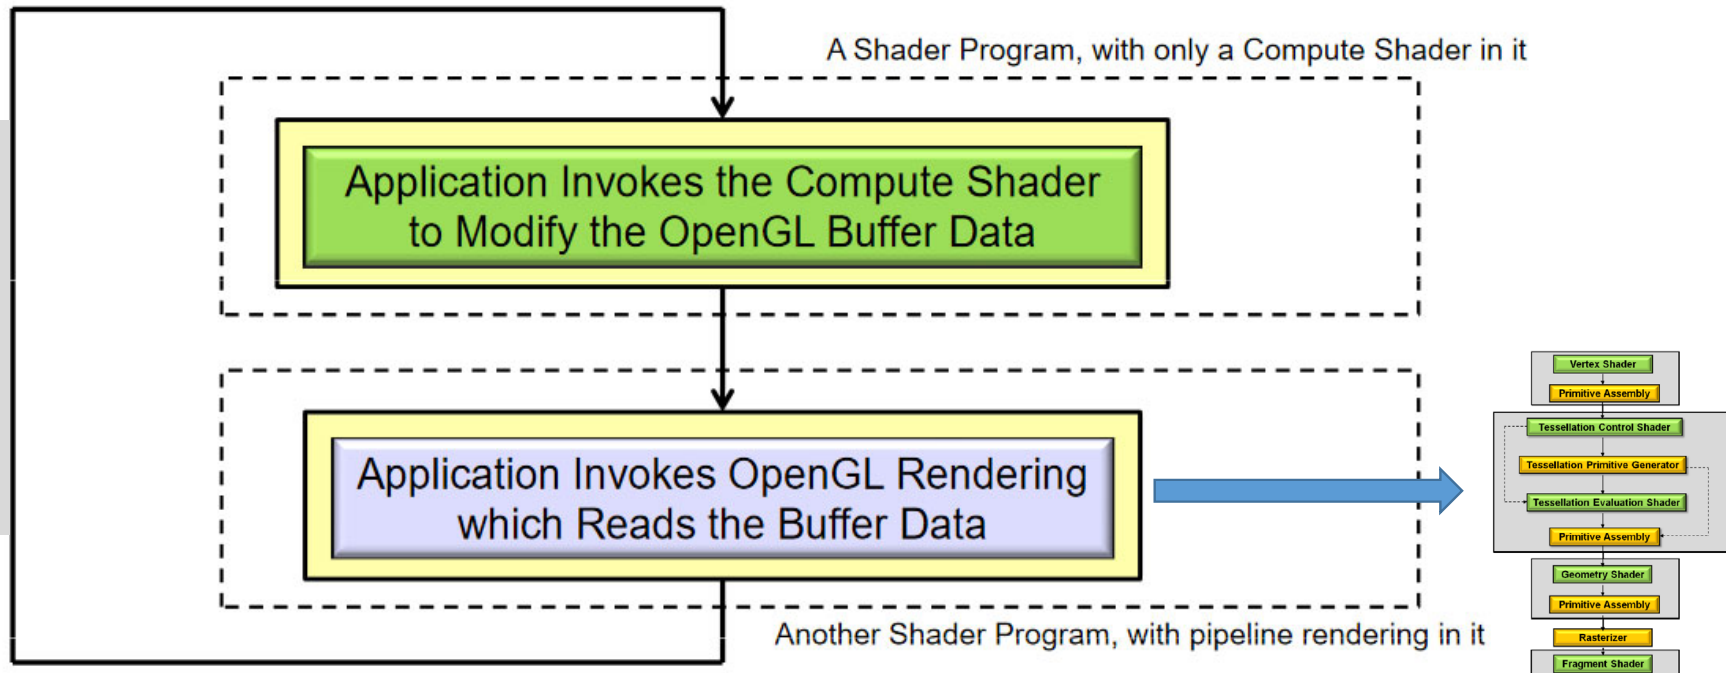 A Shader Program, with only a Compute Shader in it
Application Invokes the Compute Shader
to Modify the OpenGL Buffer Data
Application Invokes OpenGL Rendering
which Reads the Buffer Data
Another Shader Program, with pipeline rendering in it
Vertex Shader
Primitive Assembly
Tessellation Control Shader
Tessellation Primitive Generator
Tessellation Evaluation Shader
Primitive Assembly
Geometry Shader
Primitive Assembly
Rasterizer
Fragment Shader